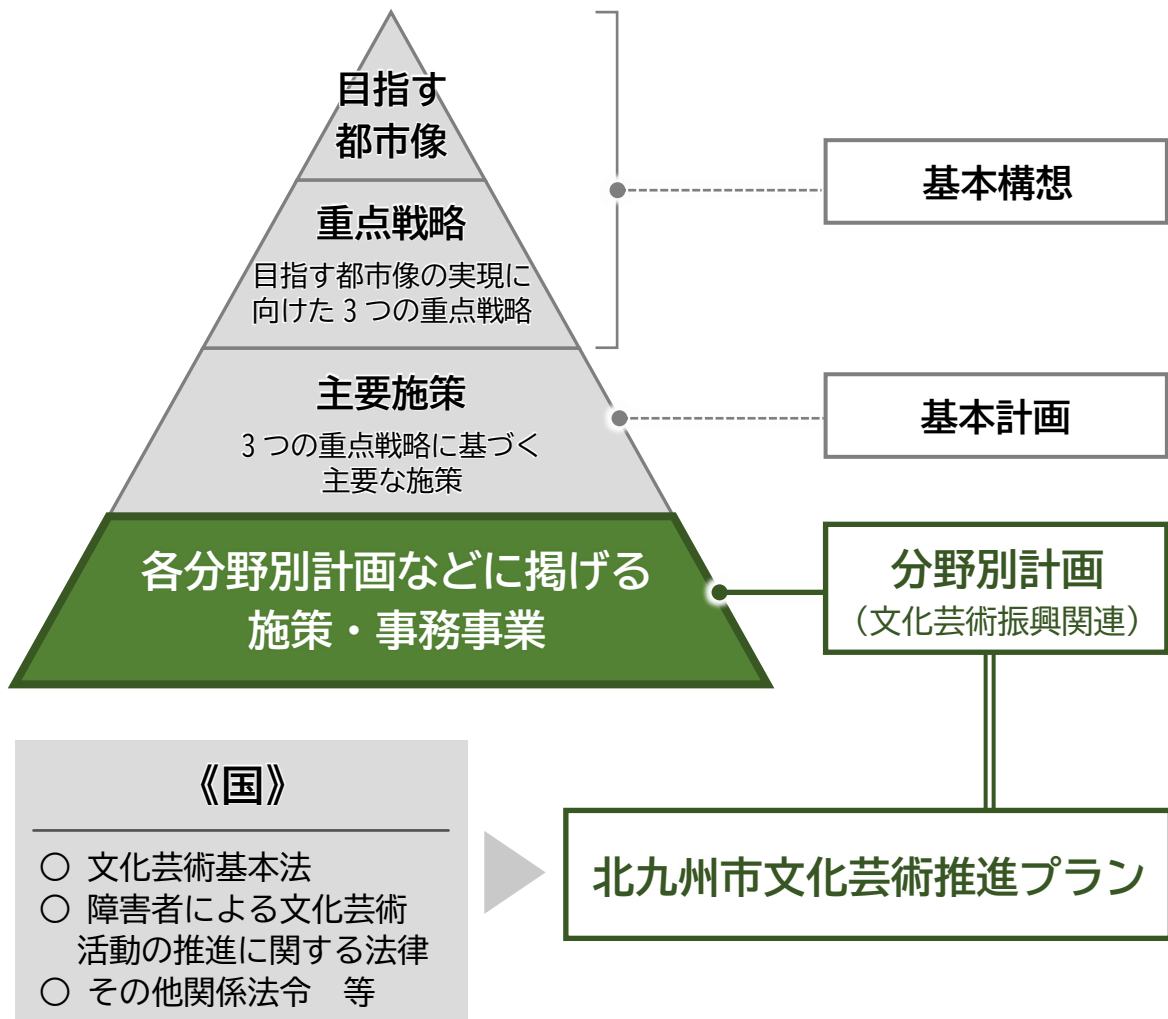 目指す
都市像
重点戦略
目指す都市像の実現に
向けた 3 つの重点戦略
基本構想
主要施策
3 つの重点戦略に基づく
主要な施策
基本計画
各分野別計画などに掲げる
施策・事務事業
分野別計画
（文化芸術振興関連）
《国》
○ 文化芸術基本法
○ 障害者による文化芸術
活動の推進に関する法律
○ その他関係法令　等
北九州市文化芸術推進プラン